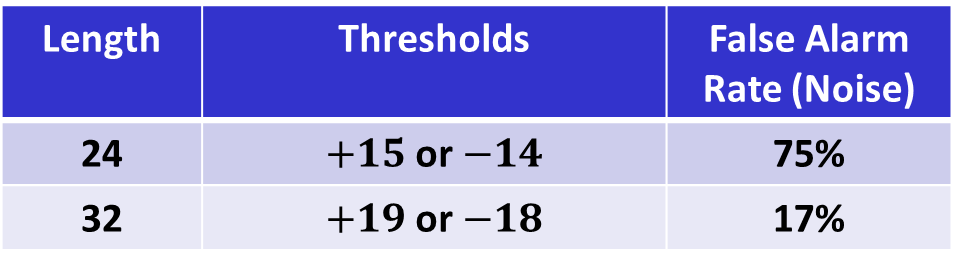 Length Thresholds False Alarm
Rate (Noise)
24 +15 or −14 75%
32 +19 or −18 17%